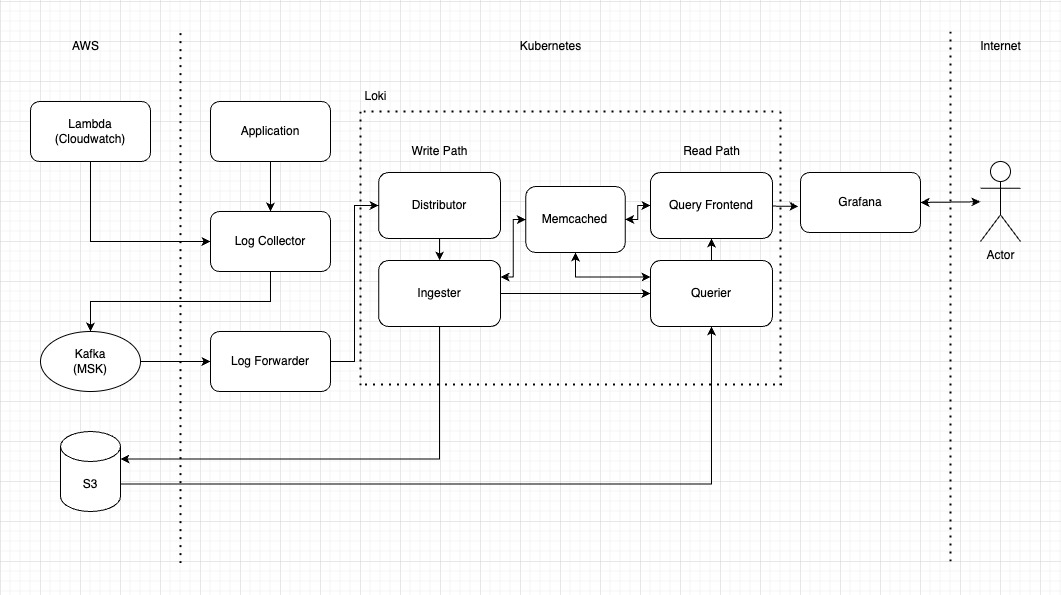 AWS
Kubernetes
Internet
Loki
Lambda
(Cloudwatch)
Application
Write Path
Read Path
Distributor
Memcached
Query Frontend
Grafana
Log Collector
Actor
Ingester
Querier
Kafka
(MSK)
Log Forwarder
S3